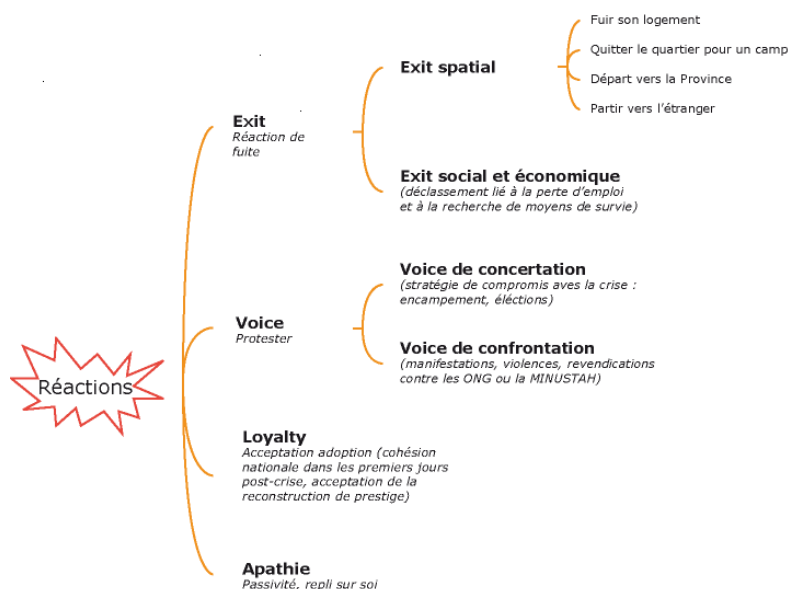 Réactions
Exit
Réaction de
fuite
Exit spatial
Fuir son logement
Quitter le quartier pour un camp
Départ vers la Province
Partir vers l'étranger
Exit social et économique
(déclassement lié à la perte d'emploi
et à la recherche de moyens de survie)
Voice
Protester
Voice de concertation
(stratégie de compromis aves la crise :
encampement, éléctions)
Voice de confrontation
(manifestations, violences, revendications
contre les ONG ou la MINUSTAH)
Loyalty
Acceptation adoption (cohésion
nationale dans les premiers jours
post-crise, acceptation de la
reconstruction de prestige)
Apathie
Passivité, repli sur soi